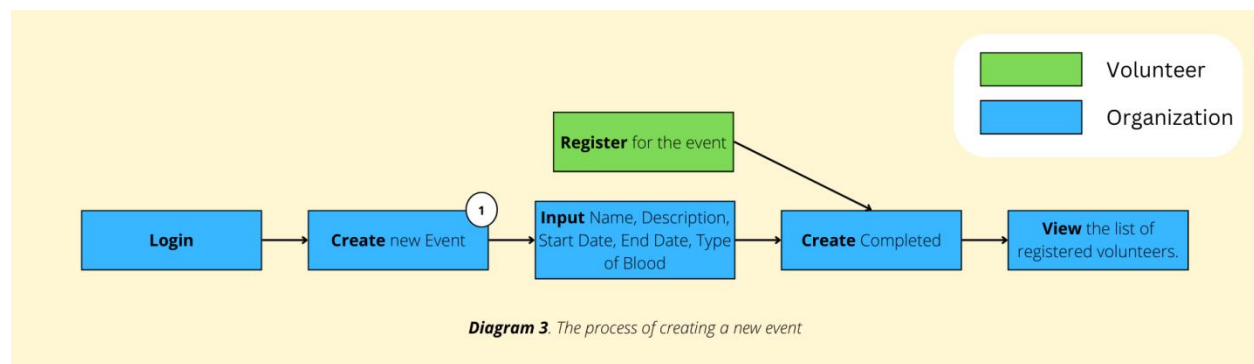 Volunteer
Organization
Register for the event
1
Login
Create new Event
Input Name, Description,
Start Date, End Date, Type
of Blood
Create Completed
View the list of
registered volunteers.
Diagram 3. The process of creating a new event